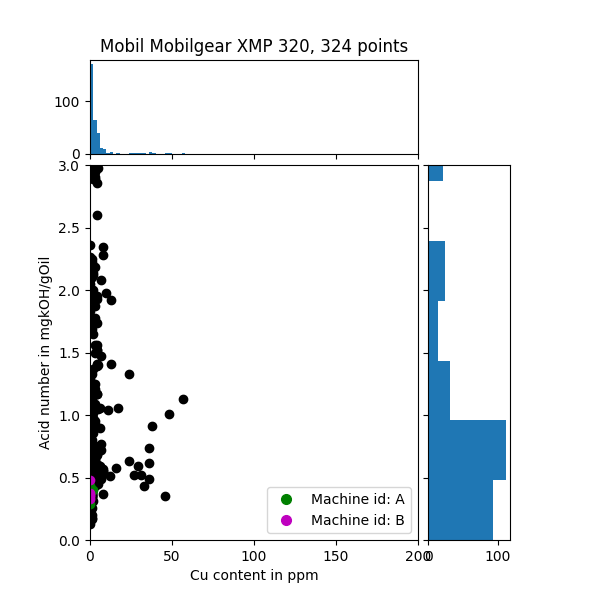 Mobil Mobilgear XMP 320, 324 points
100
0
3.0
2.5
2.0
1.5
1.0
0.5
0.0
Acid number in mgkOH/gOil
Machine id: A
Machine id: B
0 50 100 150 200
0 100
Cu content in ppm